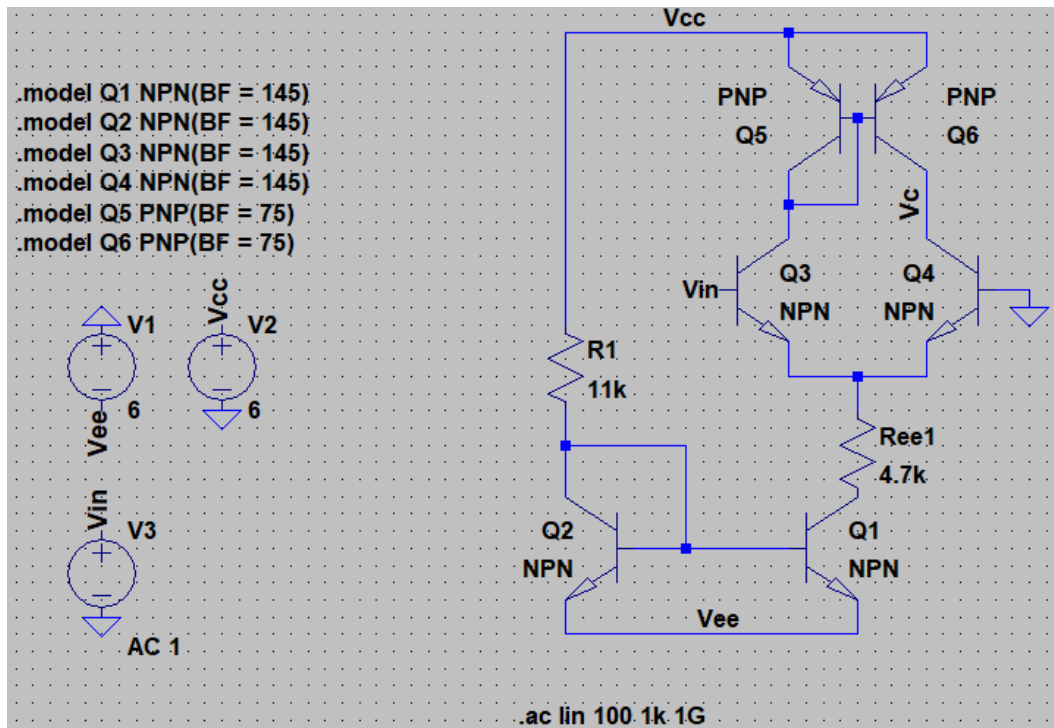 Vcc
.model Q1 NPN(BF = 145)
.model Q2 NPN(BF = 145)
.model Q3 NPN(BF = 145)
.model Q4 NPN(BF = 145)
.model Q5 PNP(BF = 75)
.model Q6 PNP(BF = 75)
PNP
Q5
PNP
Q6
Vc
Vin
Q3
NPN
Q4
NPN
V1
6
Vee
Vcc
V2
6
R1
11k
Ree1
4.7k
Vin
V3
AC 1
Q2
NPN
Q1
NPN
Vee
.ac lin 100 1k 1G